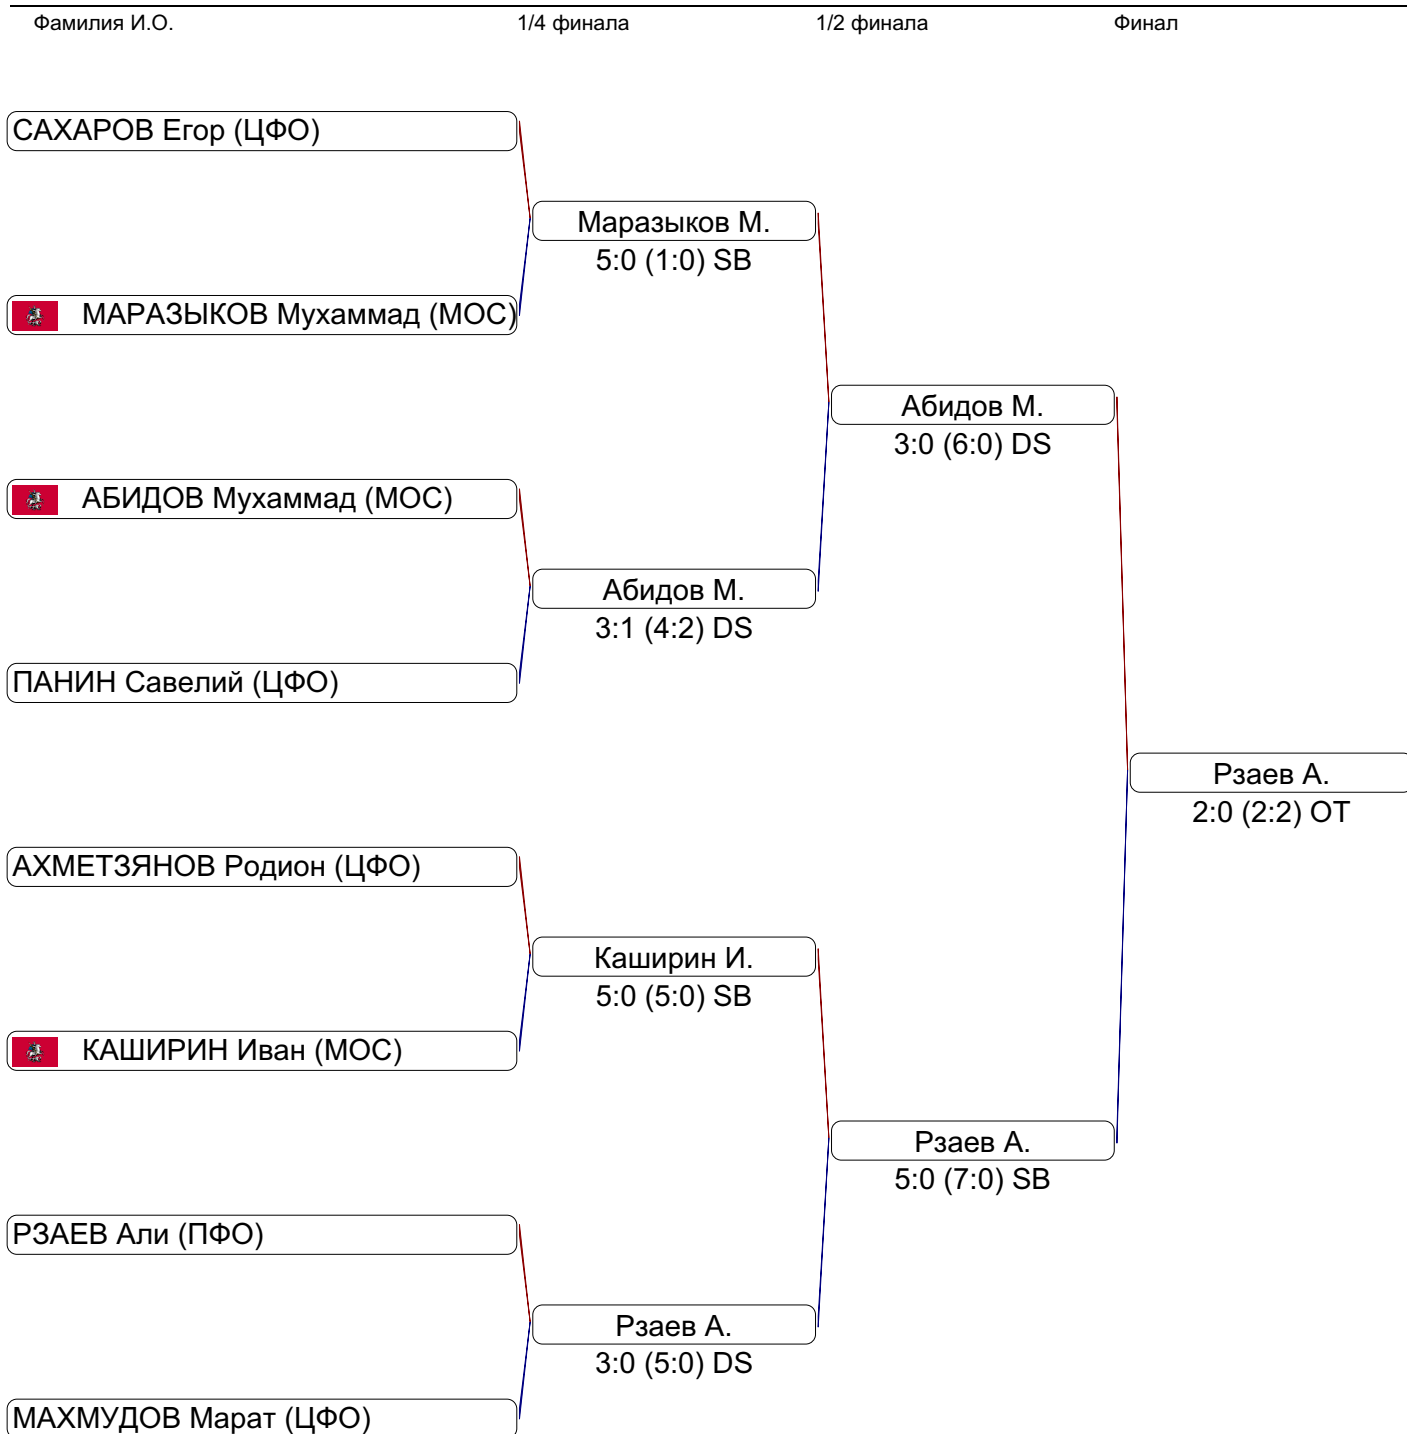 Фамилия И.О. 1/4 финала 1/2 финала Финал
САХАРОВ Егор (ЦФО)
Маразыков М.
5:0 (1:0) SB
МАРАЗЫКОВ Мухаммад (МОС)
Абидов М.
3:0 (6:0) DS
АБИДОВ Мухаммад (МОС)
Абидов М.
3:1 (4:2) DS
ПАНИН Савелий (ЦФО)
Рзаев А.
2:0 (2:2) ОТ
АХМЕТЗЯНОВ Родион (ЦФО)
Каширин И.
5:0 (5:0) SB
КАШИРИН Иван (МОС)
Рзаев А.
5:0 (7:0) SB
РЗАЕВ Али (ПФО)
Рзаев А.
3:0 (5:0) DS
МАХМУДОВ Марат (ЦФО)